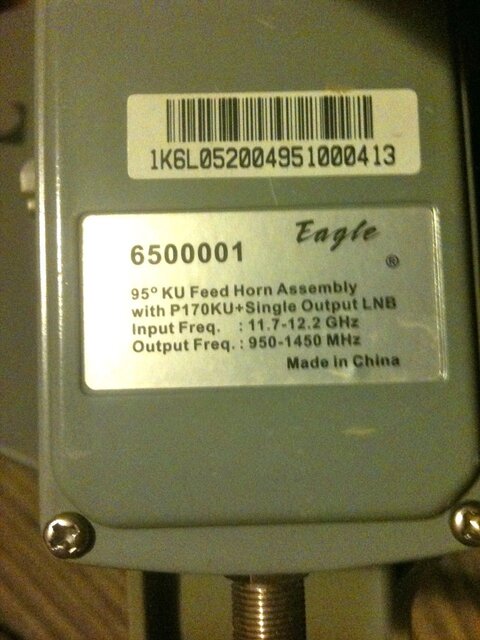 1K6L052004951000413
Eagle
®
6500001
95° KU Feed Horn Assembly
with P170KU+Single Output LNB
Input Freq. : 11.7-12.2 GHz
Output Freq. : 950-1450 MHz
Made in China